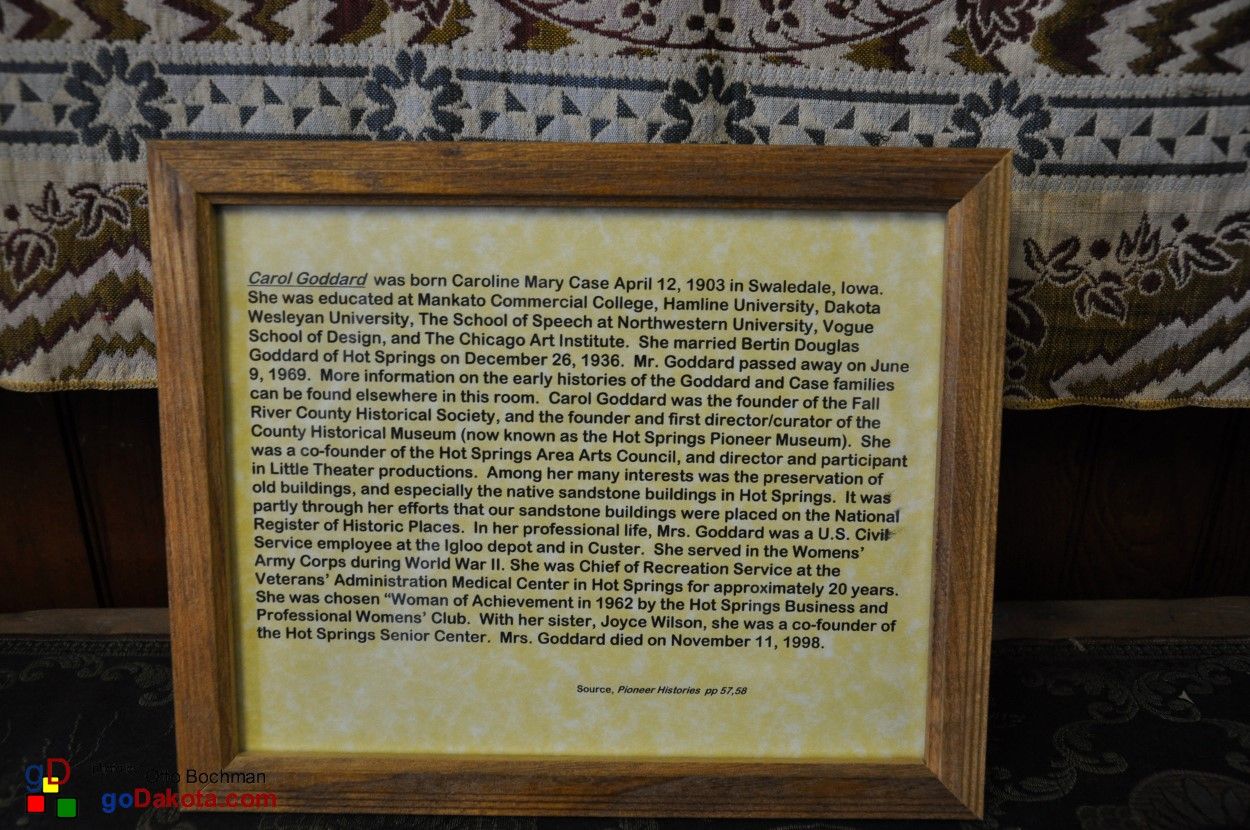 Carol Goddard was born Caroline Mary Case April 12, 1903 in Swaledale, Iowa.
She was educated at Mankato Commercial College, Hamline University, Dakota
Wesleyan University, The School of Speech at Northwestern University, Vogue
School of Design, and The Chicago Art Institute. She married Bertin Douglas
Goddard of Hot Springs on December 26, 1936. Mr. Goddard passed away on June
9, 1969. More information on the early histories of the Goddard and Case families
can be found elsewhere in this room. Carol Goddard was the founder of the Fall
River County Historical Society, and the founder and first director/curator of the
County Historical Museum (now known as the Hot Springs Pioneer Museum). She
was a co-founder of the Hot Springs Area Arts Council, and director and participant
in Little Theater productions. Among her many interests was the preservation of
old buildings, and especially the native sandstone buildings in Hot Springs. It was
partly through her efforts that our sandstone buildings were placed on the National
Register of Historic Places. In her professional life, Mrs. Goddard was a U.S. Civil
Service employee at the Igloo depot and in Custer. She served in the Womens'
Army Corps during World War II. She was Chief of Recreation Service at the
Veterans' Administration Medical Center in Hot Springs for approximately 20 years.
She was chosen "Woman of Achievement in 1962 by the Hot Springs Business and
Professional Womens' Club. With her sister, Joyce Wilson, she was a co-founder of
the Hot Springs Senior Center. Mrs. Goddard died on November 11, 1998.
Source, Pioneer Histories pp 57,58
gD
Otto Bochman
goDakota.com